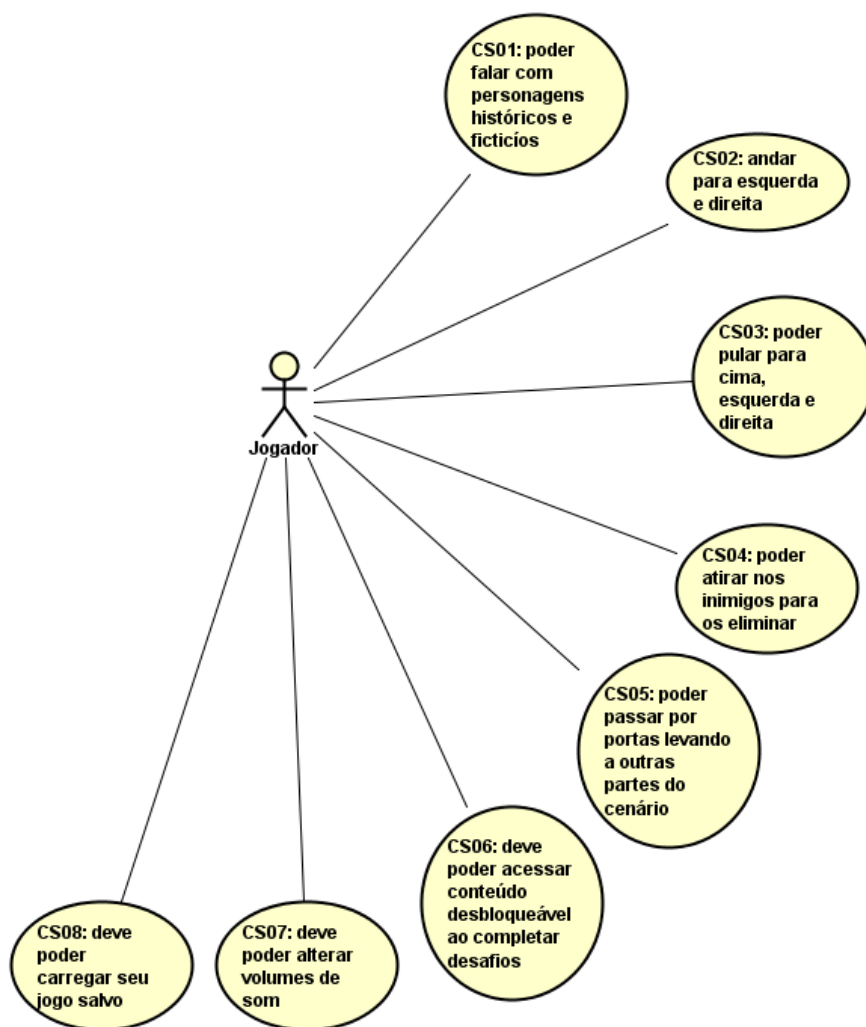 CS01: poder
falar com
personagens
históricos e
ficticíos
CS02: andar
para esquerda
e direita
CS03: poder
pular para
cima,
esquerda e
direita
Jogador
CS04: poder
atirar nos
inimigos para
os eliminar
CS05: poder
passar por
portas levando
a outras
partes do
cenário
CS06: deve
poder acessar
conteúdo
desbloqueável
ao completar
desafios
CS07: deve
poder alterar
volumes de
som
CS08: deve
poder
carregar seu
jogo salvo